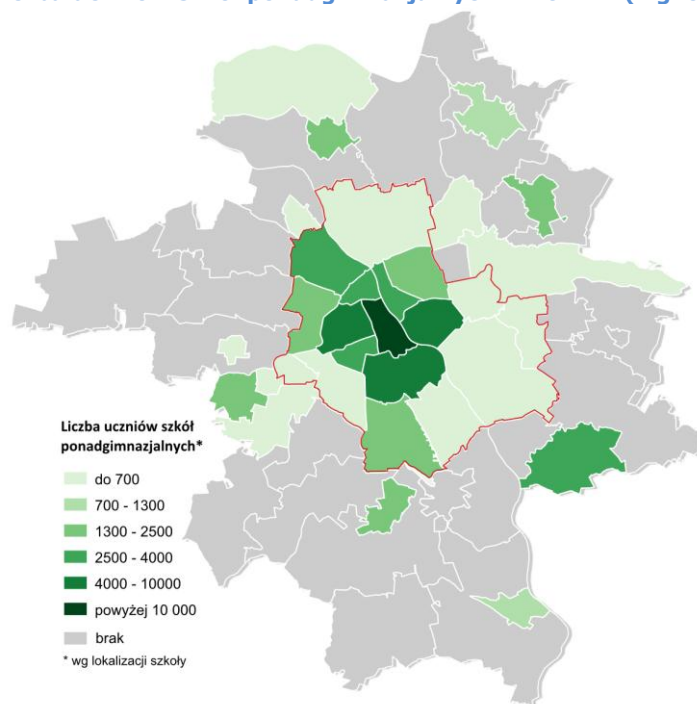 Liczba uczniów szkół
ponadgimnazjalnych*
do 700
700 - 1300
1300 - 2500
2500 - 4000
4000 - 10000
powyżej 10 000
brak
* wg lokalizacji szkoły